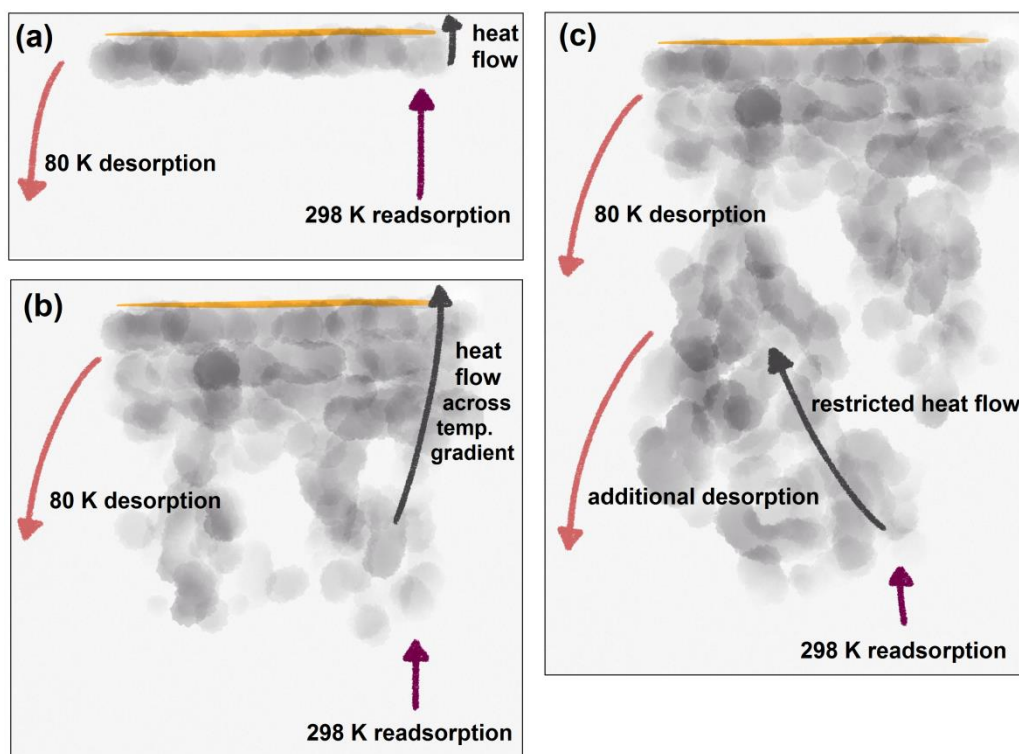 (a)
heat
flow
80 K desorption
298 K readsorption
(b)
heat
flow
across
temp.
gradient
80 K desorption
298 K readsorption
(c)
80 K desorption
restricted heat flow
additional desorption
298 K readsorption